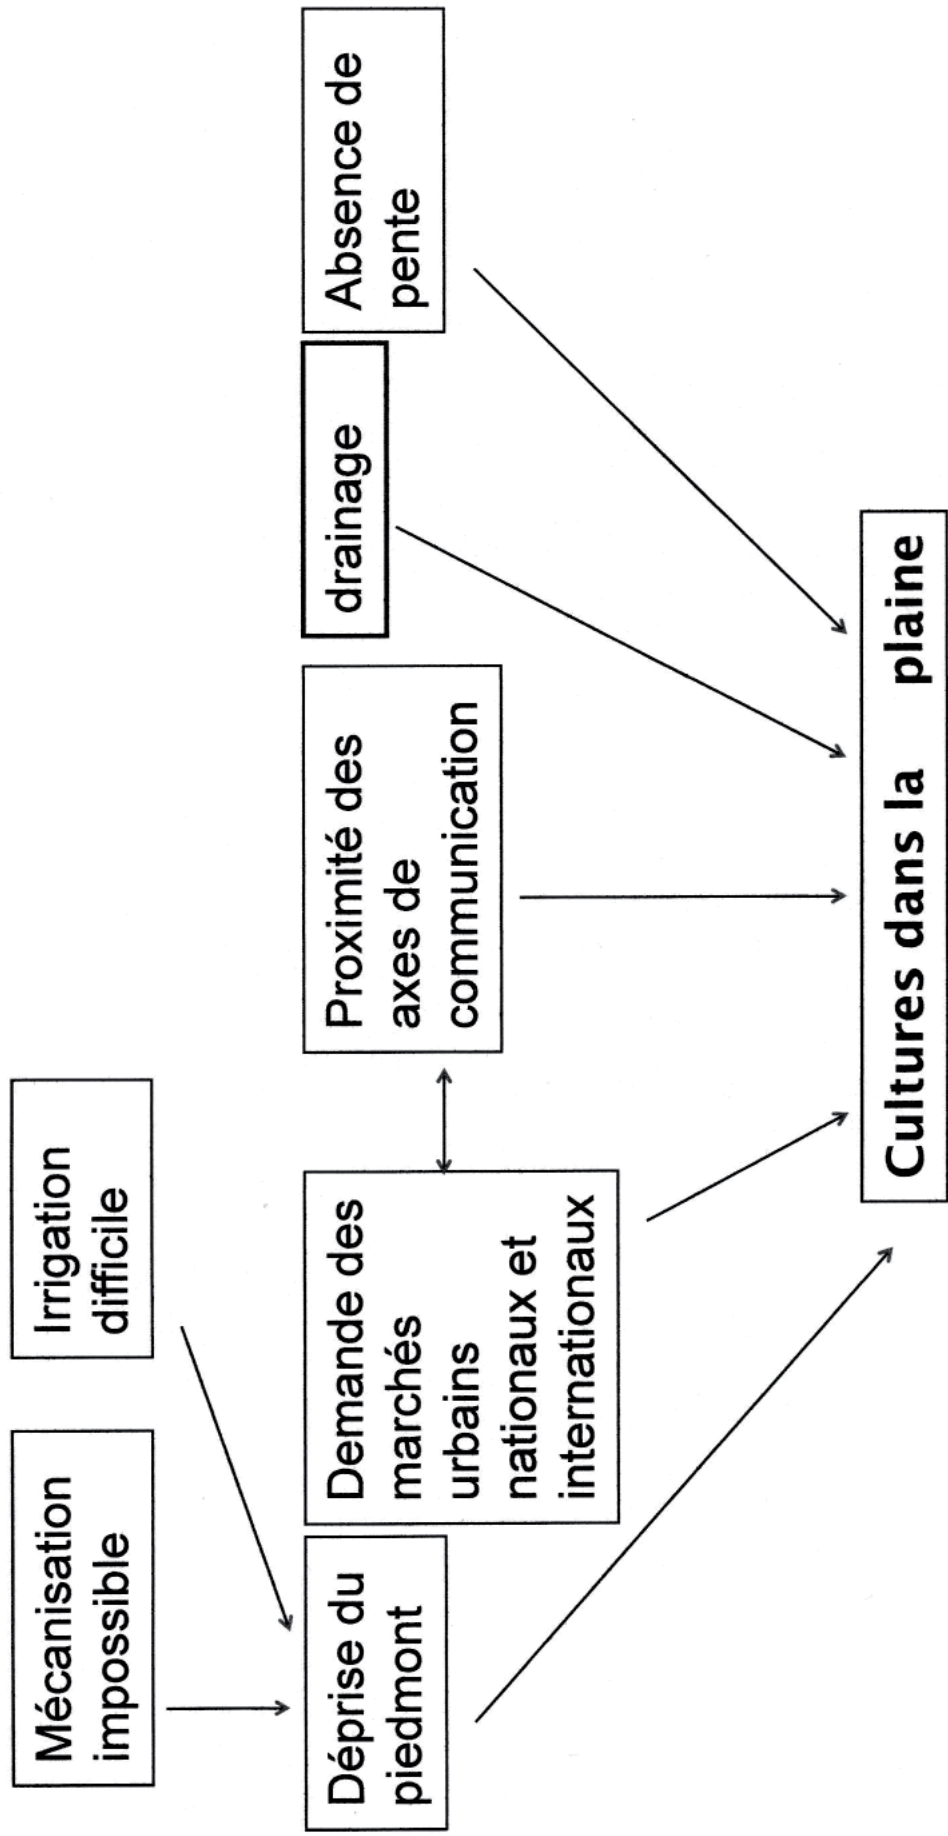 Mécanisation
impossible
Irrigation
difficile
Déprise du
piedmont
Demande des
marchés
urbains
nationaux et
internationaux
Proximité des
axes de
communication
drainage
Absence de
pente
Cultures dans la plaine